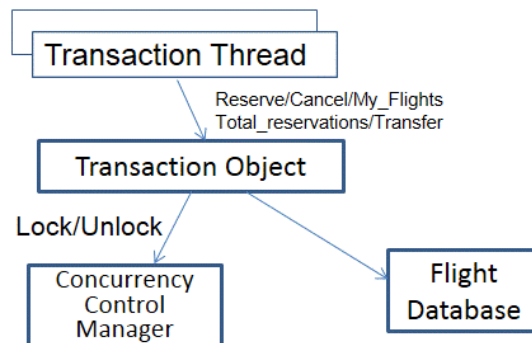 Transaction Thread
Reserve/Cancel/My_Flights
Total_reservations/Transfer
Transaction Object
Lock/Unlock
Concurrency
Control
Manager
Flight
Database